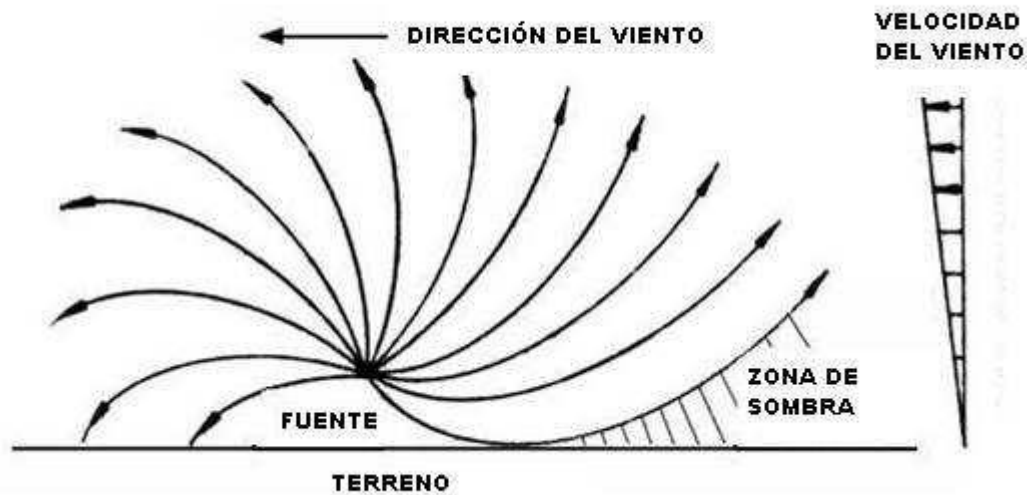 DIRECCIÓN DEL VIENTO
VELOCIDAD
DEL VIENTO
FUENTE
ZONA DE
SOMBRA
TERRENO